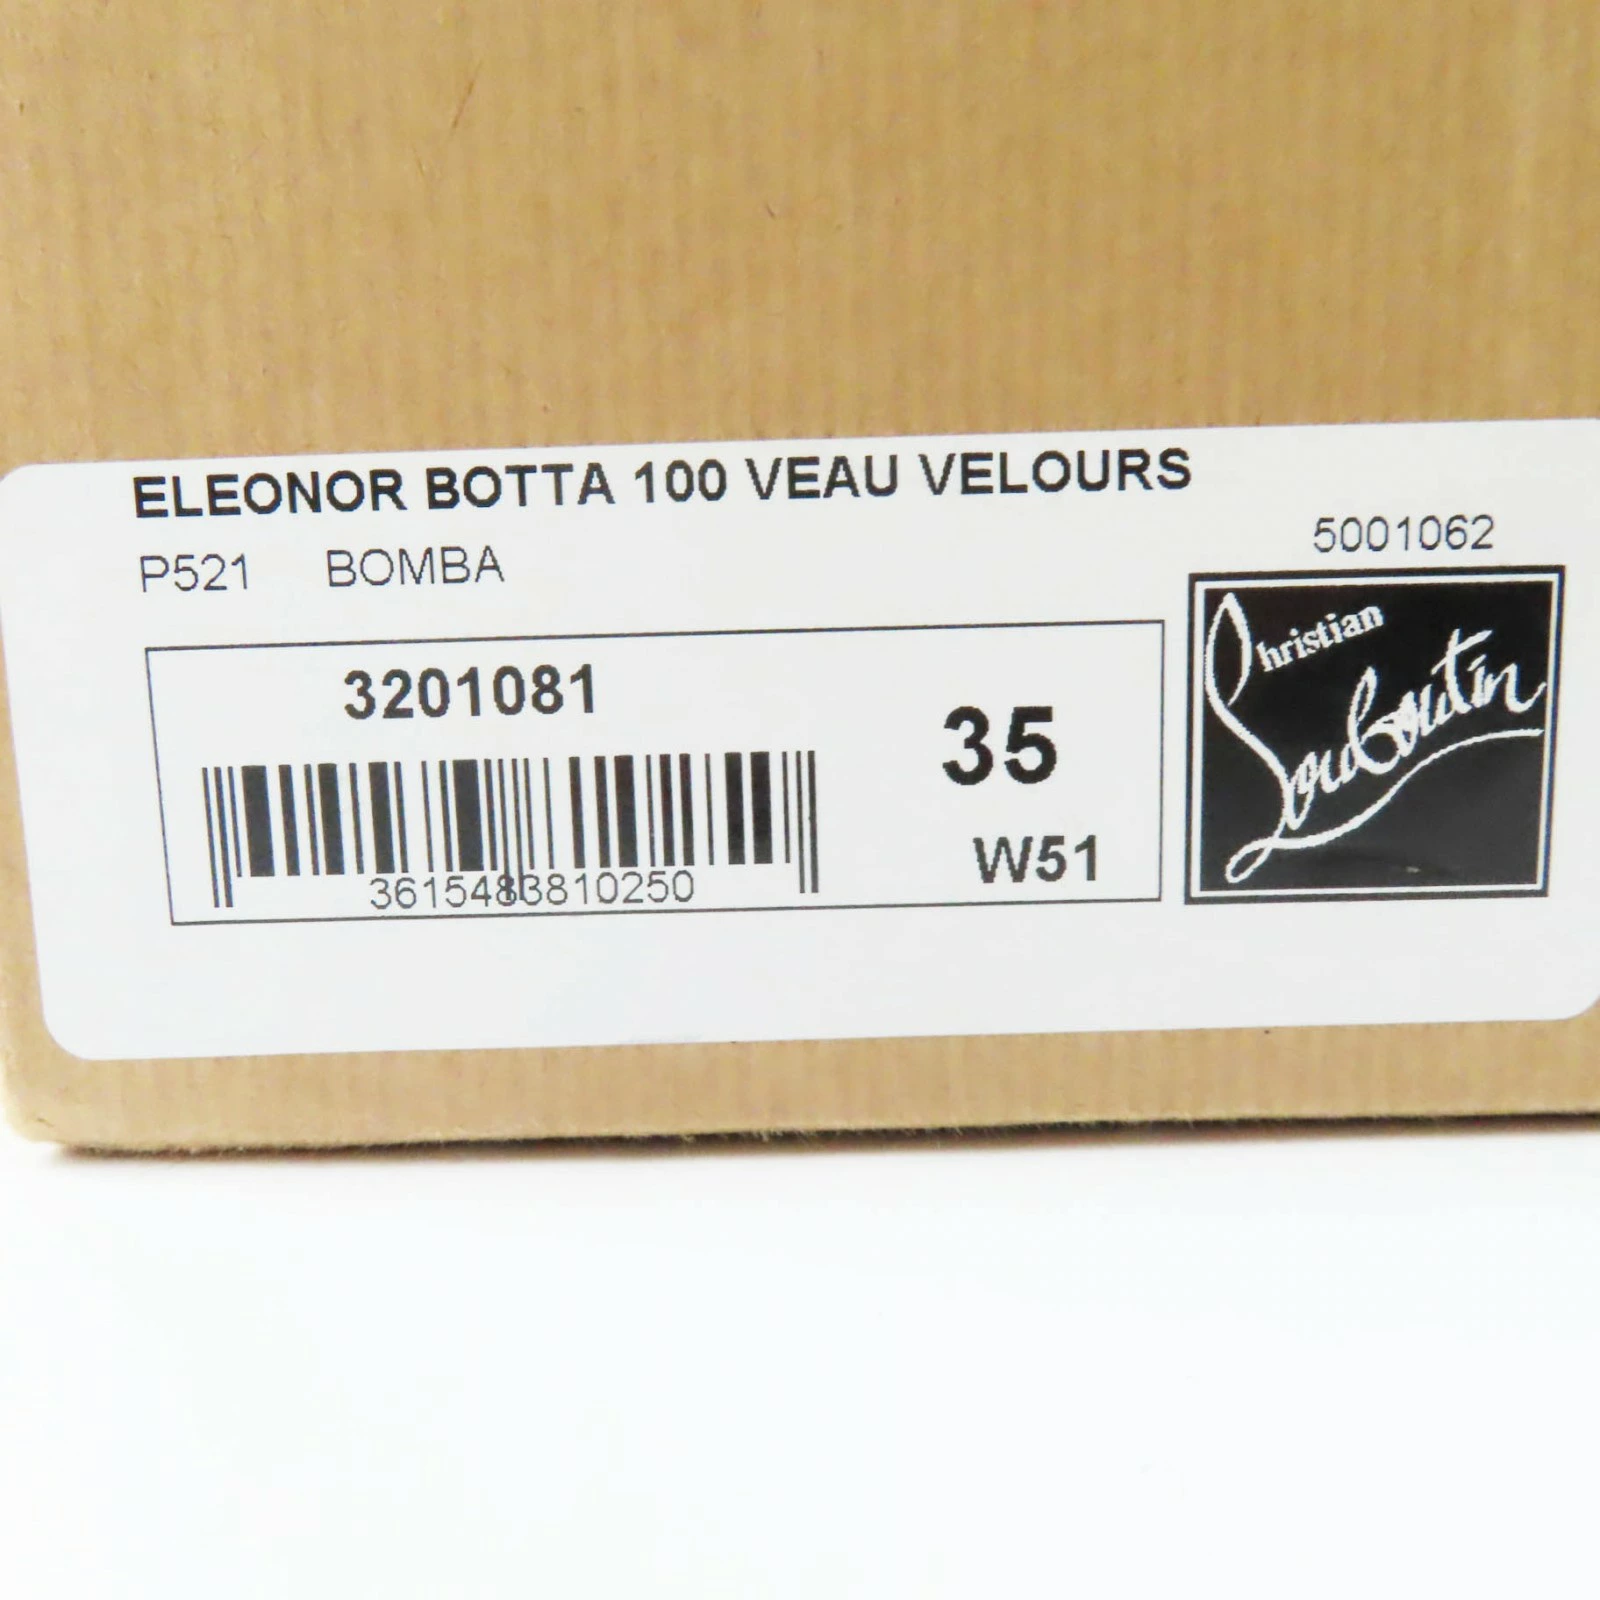 ELEONOR BOTTA 100 VEAU VELOURS
5001062
P521 BOMBA
3201081
35
W51
3615483810250
Christian
Louboutin